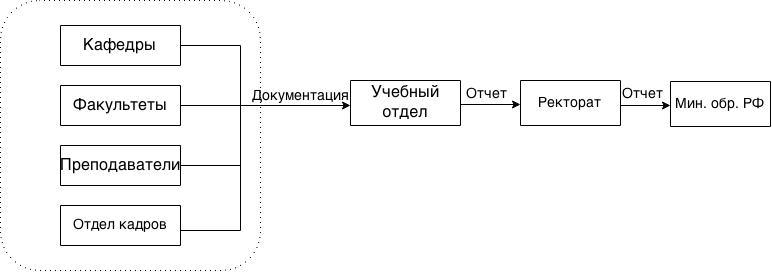 Кафедры
Факультеты
Преподаватели
Отдел кадров
Документация
Учебный
отдел
Отчет
Ректорат
Отчет
Мин. обр. РФ